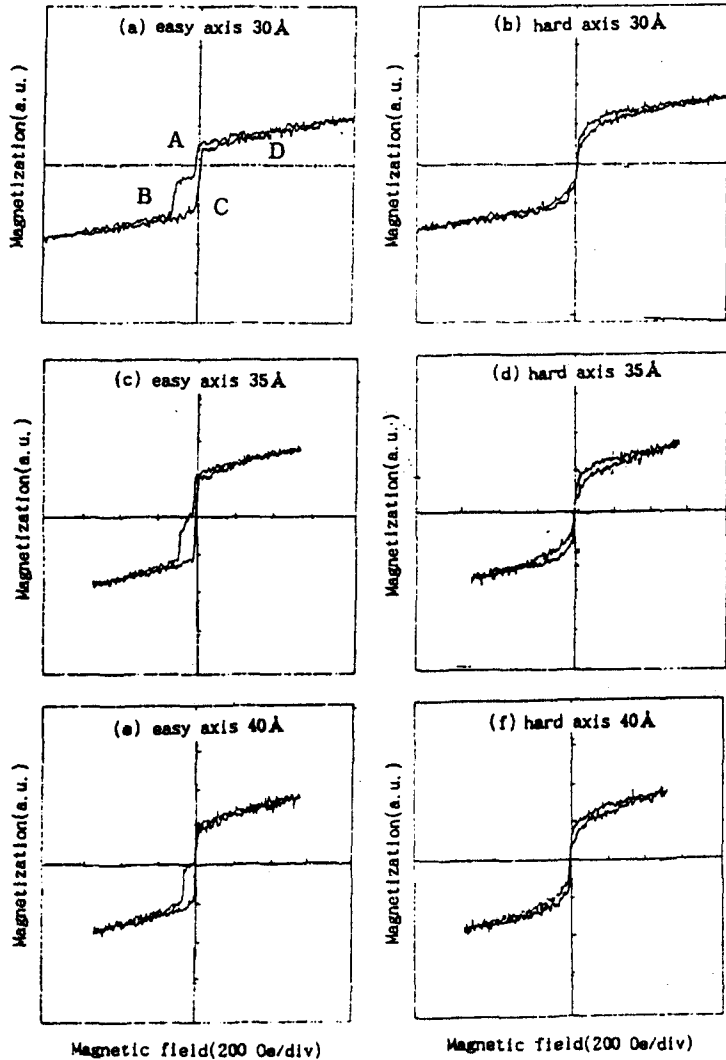 (a) easy axis 30Å
(b) hard axis 30Å
Magnetization(a.u.)
A
B
C
D
Magnetization(a.u.)
(c) easy axis 35Å
(d) hard axis 35Å
Magnetization(a.u.)
Magnetization(a.u.)
(e) easy axis 40Å
(f) hard axis 40Å
Magnetization(a.u.)
Magnetization(a.u.)
Magnetic field(200 Oe/div)
Magnetic field(200 Oe/div)